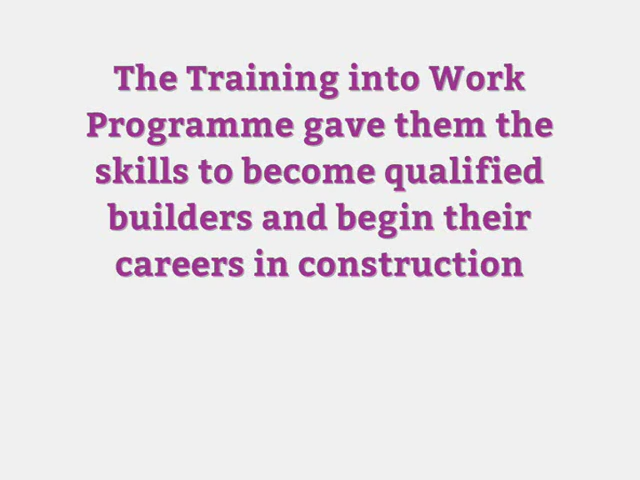 The Training into Work
Programme gave them the
skills to become qualified
builders and begin their
careers in construction